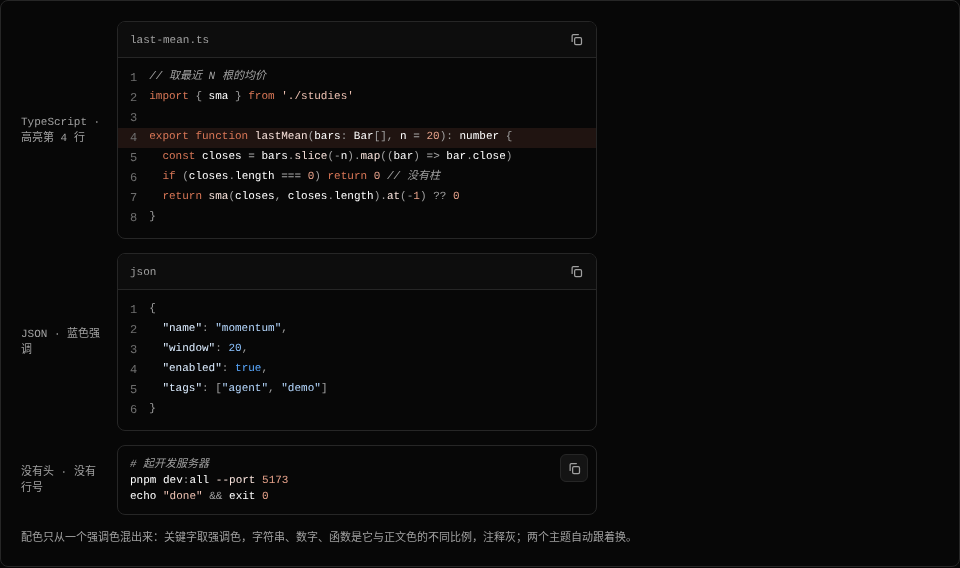 last-mean.ts
TypeScript ·
高亮第 4 行
1 // 取最近 N 根的均价
2 import { sma } from './studies'
3
4 export function lastMean(bars: Bar[], n = 20): number {
5   const closes = bars.slice(-n).map((bar) => bar.close)
6   if (closes.length === 0) return 0 // 没有柱
7   return sma(closes, closes.length).at(-1) ?? 0
8 }
json
JSON · 蓝色强
调
1 {
2   "name": "momentum",
3   "window": 20,
4   "enabled": true,
5   "tags": ["agent", "demo"]
6 }
没有头 · 没有
行号
# 起开发服务器
pnpm dev:all --port 5173
echo "done" && exit 0
配色只从一个强调色混出来：关键字取强调色，字符串、数字、函数是它与正文色的不同比例，注释灰；两个主题自动跟着换。